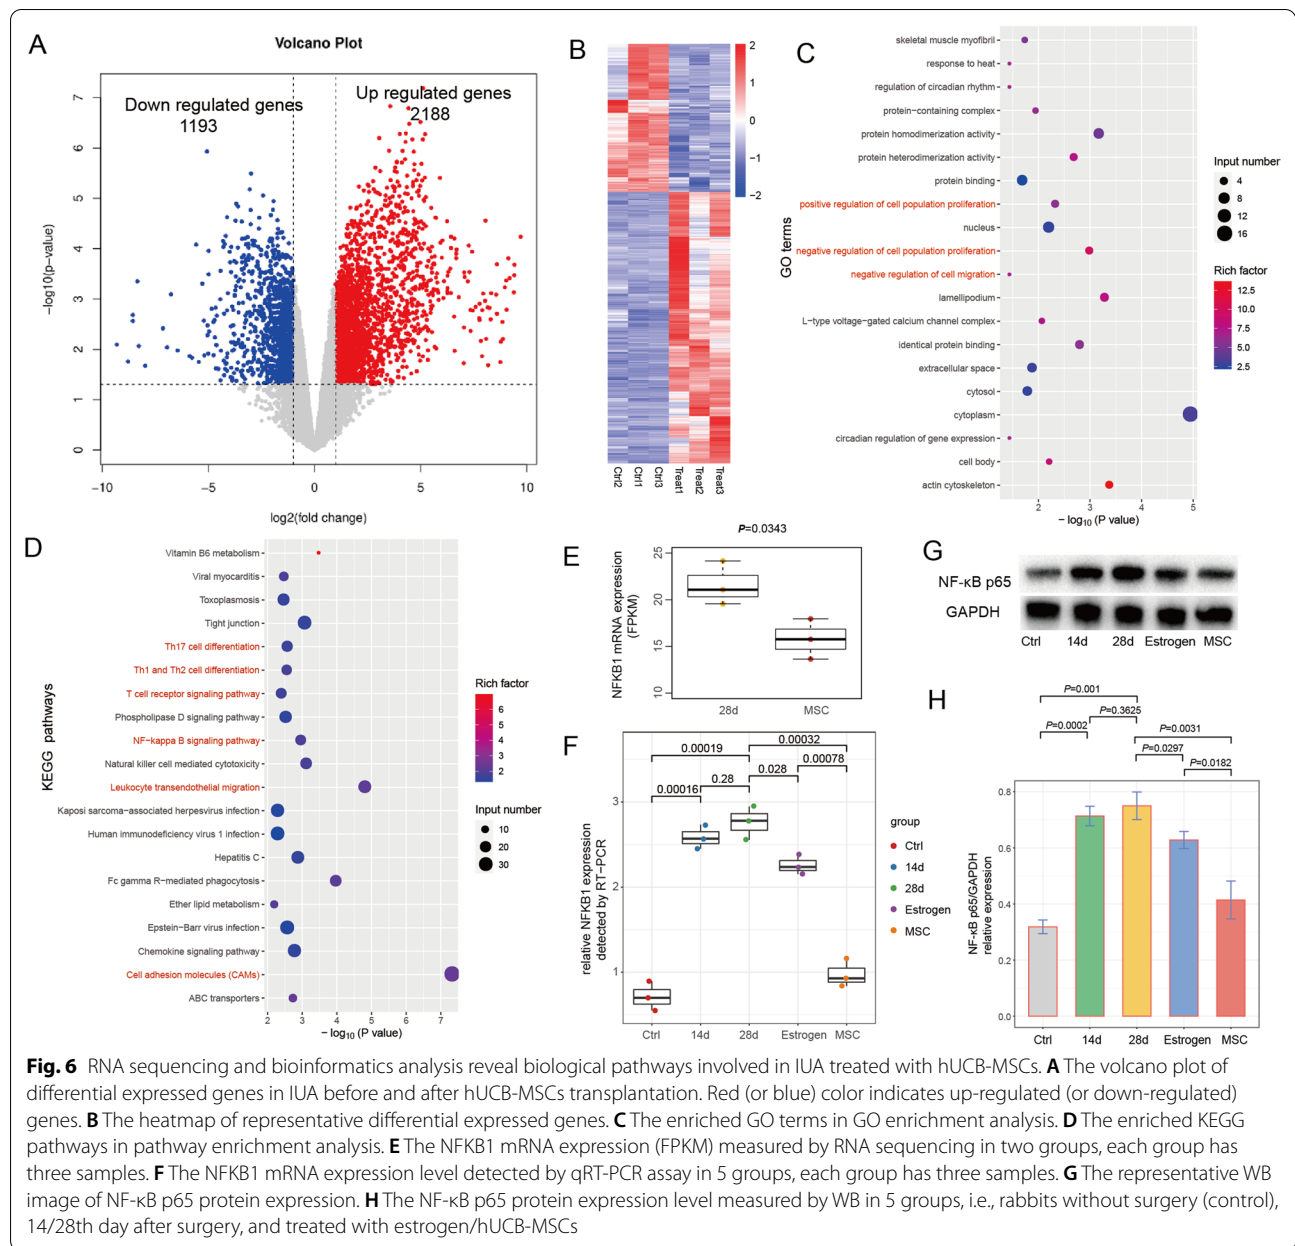 A
Volcano Plot
Down regulated genes
1193
Up regulated genes
2188
−log10(p−value)
7
6
5
4
3
2
1
0
−10
−5
0
5
10
log2(fold change)
B
2
1
0
−1
−2
Ctrl2
Ctrl1
Ctrl3
Treat1
Treat2
Treat3
C
GO terms
skeletal muscle myofibril
response to heat
regulation of circadian rhythm
protein−containing complex
protein homodimerization activity
protein heterodimerization activity
protein binding
positive regulation of cell population proliferation
nucleus
negative regulation of cell population proliferation
negative regulation of cell migration
lamellipodium
L−type voltage−gated calcium channel complex
identical protein binding
extracellular space
cytosol
cytoplasm
circadian regulation of gene expression
cell body
actin cytoskeleton
2
3
4
5
− log10 (P value)
Input number
4
8
12
16
Rich factor
12.5
10.0
7.5
5.0
2.5
D
KEGG pathways
Vitamin B6 metabolism
Viral myocarditis
Toxoplasmosis
Tight junction
Th17 cell differentiation
Th1 and Th2 cell differentiation
T cell receptor signaling pathway
Phospholipase D signaling pathway
NF−kappa B signaling pathway
Natural killer cell mediated cytotoxicity
Leukocyte transendothelial migration
Kaposi sarcoma−associated herpesvirus infection
Human immunodeficiency virus 1 infection
Hepatitis C
Fc gamma R−mediated phagocytosis
Ether lipid metabolism
Epstein−Barr virus infection
Chemokine signaling pathway
Cell adhesion molecules (CAMs)
ABC transporters
2
3
4
5
6
7
− log10 (P value)
Rich factor
6
5
4
3
2
Input number
10
20
30
E
P=0.0343
NFKB1 mRNA expression
(FPKM)
25
20
15
10
28d
MSC
F
relative NFKB1 expression
detected by RT−PCR
0.00032
0.00019
0.00078
0.028
0.28
0.00016
3
2
1
Ctrl
14d
28d
Estrogen
MSC
group
Ctrl
14d
28d
Estrogen
MSC
G
NF-κB p65
GAPDH
Ctrl
14d
28d
Estrogen
MSC
H
P=0.001
P=0.3625
P=0.0002
P=0.0031
P=0.0297
P=0.0182
NF-κB p65/GAPDH
relative expression
0.8
0.6
0.4
0.2
0.0
Ctrl
14d
28d
Estrogen
MSC
Fig. 6 RNA sequencing and bioinformatics analysis reveal biological pathways involved in IUA treated with hUCB-MSCs. A The volcano plot of
differential expressed genes in IUA before and after hUCB-MSCs transplantation. Red (or blue) color indicates up-regulated (or down-regulated)
genes. B The heatmap of representative differential expressed genes. C The enriched GO terms in GO enrichment analysis. D The enriched KEGG
pathways in pathway enrichment analysis. E The NFKB1 mRNA expression (FPKM) measured by RNA sequencing in two groups, each group has
three samples. F The NFKB1 mRNA expression level detected by qRT-PCR assay in 5 groups, each group has three samples. G The representative WB
image of NF-κB p65 protein expression. H The NF-κB p65 protein expression level measured by WB in 5 groups, i.e., rabbits without surgery (control),
14/28th day after surgery, and treated with estrogen/hUCB-MSCs